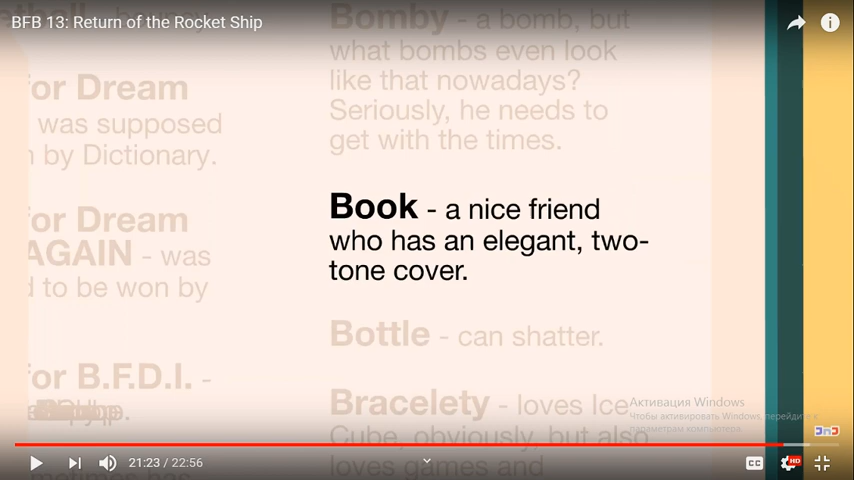 BFB 13: Return of the Rocket Ship
Bomby - a bomb, but
what bombs even look
like that nowadays?
Seriously, he needs to
get with the times.
for Dream
was supposed
by Dictionary.
for Dream
AGAIN - was
to be won by
for B.F.D.I. -
Book - a nice friend
who has an elegant, two-
tone cover.
Bottle - can shatter.
Bracelety - loves Ice
Cube, obviously, but also
loves games and
Активация Windows
Чтобы активировать Windows, перейдите к
параметрам компьютера.
21:23 / 22:56
CC
HD